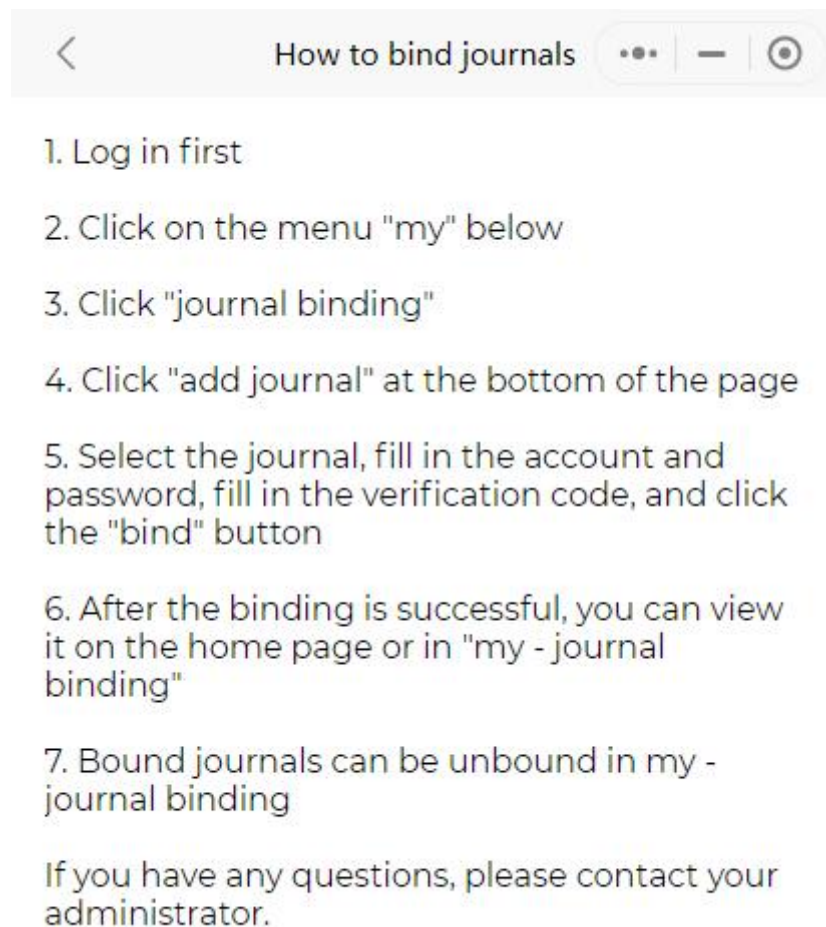 How to bind journals
1. Log in first
2. Click on the menu "my" below
3. Click "journal binding"
4. Click "add journal" at the bottom of the page
5. Select the journal, fill in the account and
password, fill in the verification code, and click
the "bind" button
6. After the binding is successful, you can view
it on the home page or in "my - journal
binding"
7. Bound journals can be unbound in my -
journal binding
If you have any questions, please contact your
administrator.